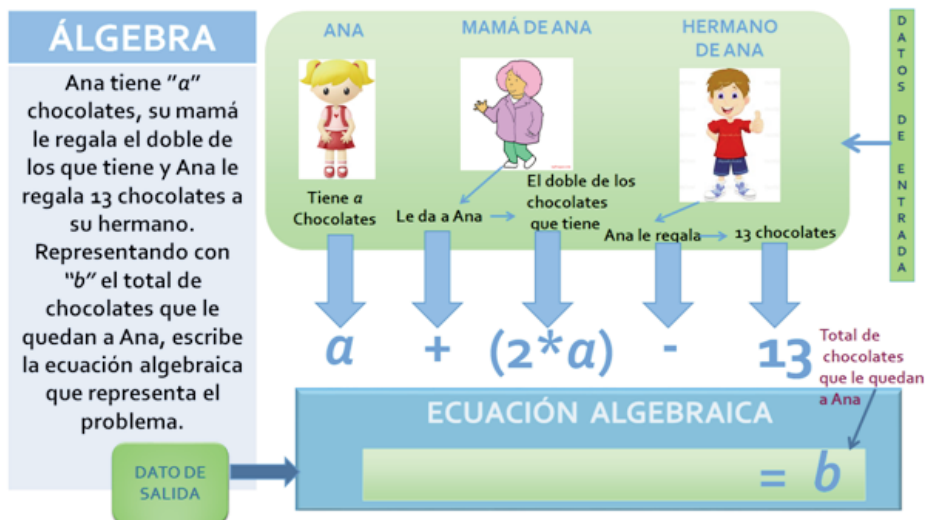 ÁLGEBRA
Ana tiene "a"
chocolates, su mamá
le regala el doble de
los que tiene y Ana le
regala 13 chocolates a
su hermano.
Representando con
"b" el total de
chocolates que le
quedan a Ana, escribe
la ecuación algebraica
que representa el
problema.
ANA
MAMÁ DE ANA
HERMANO
DE ANA
Tiene a
Chocolates
Le da a Ana
El doble de los
chocolates
que tiene
Ana le regala
13 chocolates
DATOS DE ENTRADA
a + (2*a) - 13
Total de
chocolates
que le quedan
a Ana
ECUACIÓN ALGEBRAICA
= b
DATO DE
SALIDA